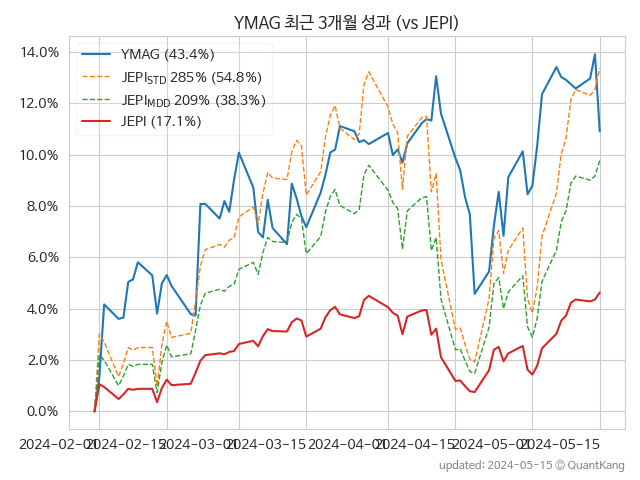 YMAG 최근 3개월 성과 (vs JEPI)
14.0%
12.0%
10.0%
8.0%
6.0%
4.0%
2.0%
0.0%
YMAG (43.4%)
JEPI_STD 285% (54.8%)
JEPI_MDD 209% (38.3%)
JEPI (17.1%)
2024-02-01
2024-02-15
2024-03-01
2024-03-15
2024-04-01
2024-04-15
2024-05-01
2024-05-15
updated: 2024-05-15 © QuantKang